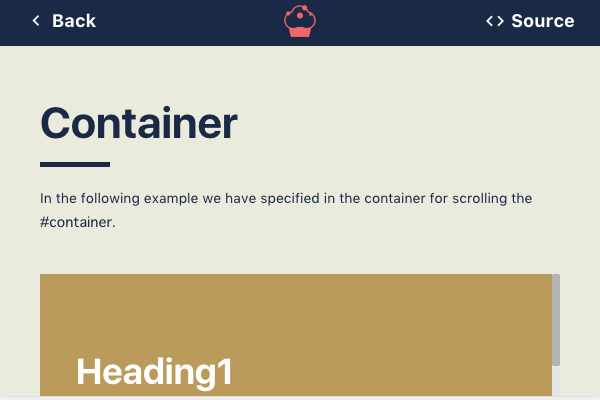 Back
Source
Container
In the following example we have specified in the container for scrolling the
#container.
Heading1